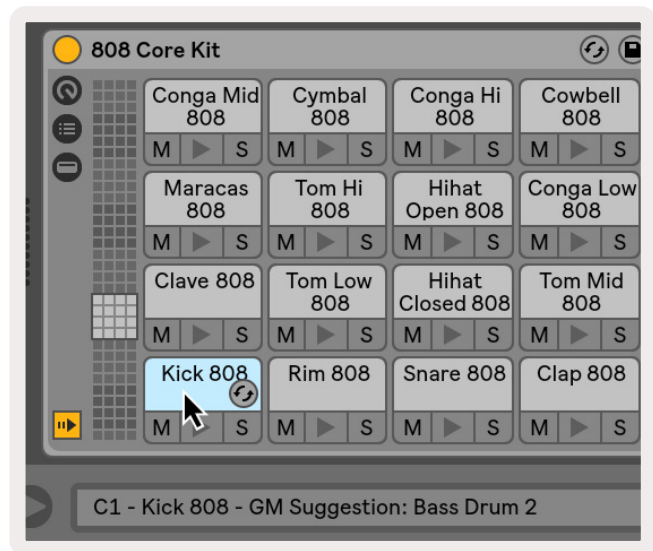 808 Core Kit
Conga Mid Cymbal Conga Hi Cowbell
808 808 808 808
M S M S M S M S
Maracas Tom Hi Hihat Conga Low
808 808 Open 808 808
M S M S M S M S
Clave 808 Tom Low Hihat Tom Mid
808 Closed 808 808
M S M S M S M S
Kick 808 Rim 808 Snare 808 Clap 808
M S M S M S M S
C1 - Kick 808 - GM Suggestion: Bass Drum 2